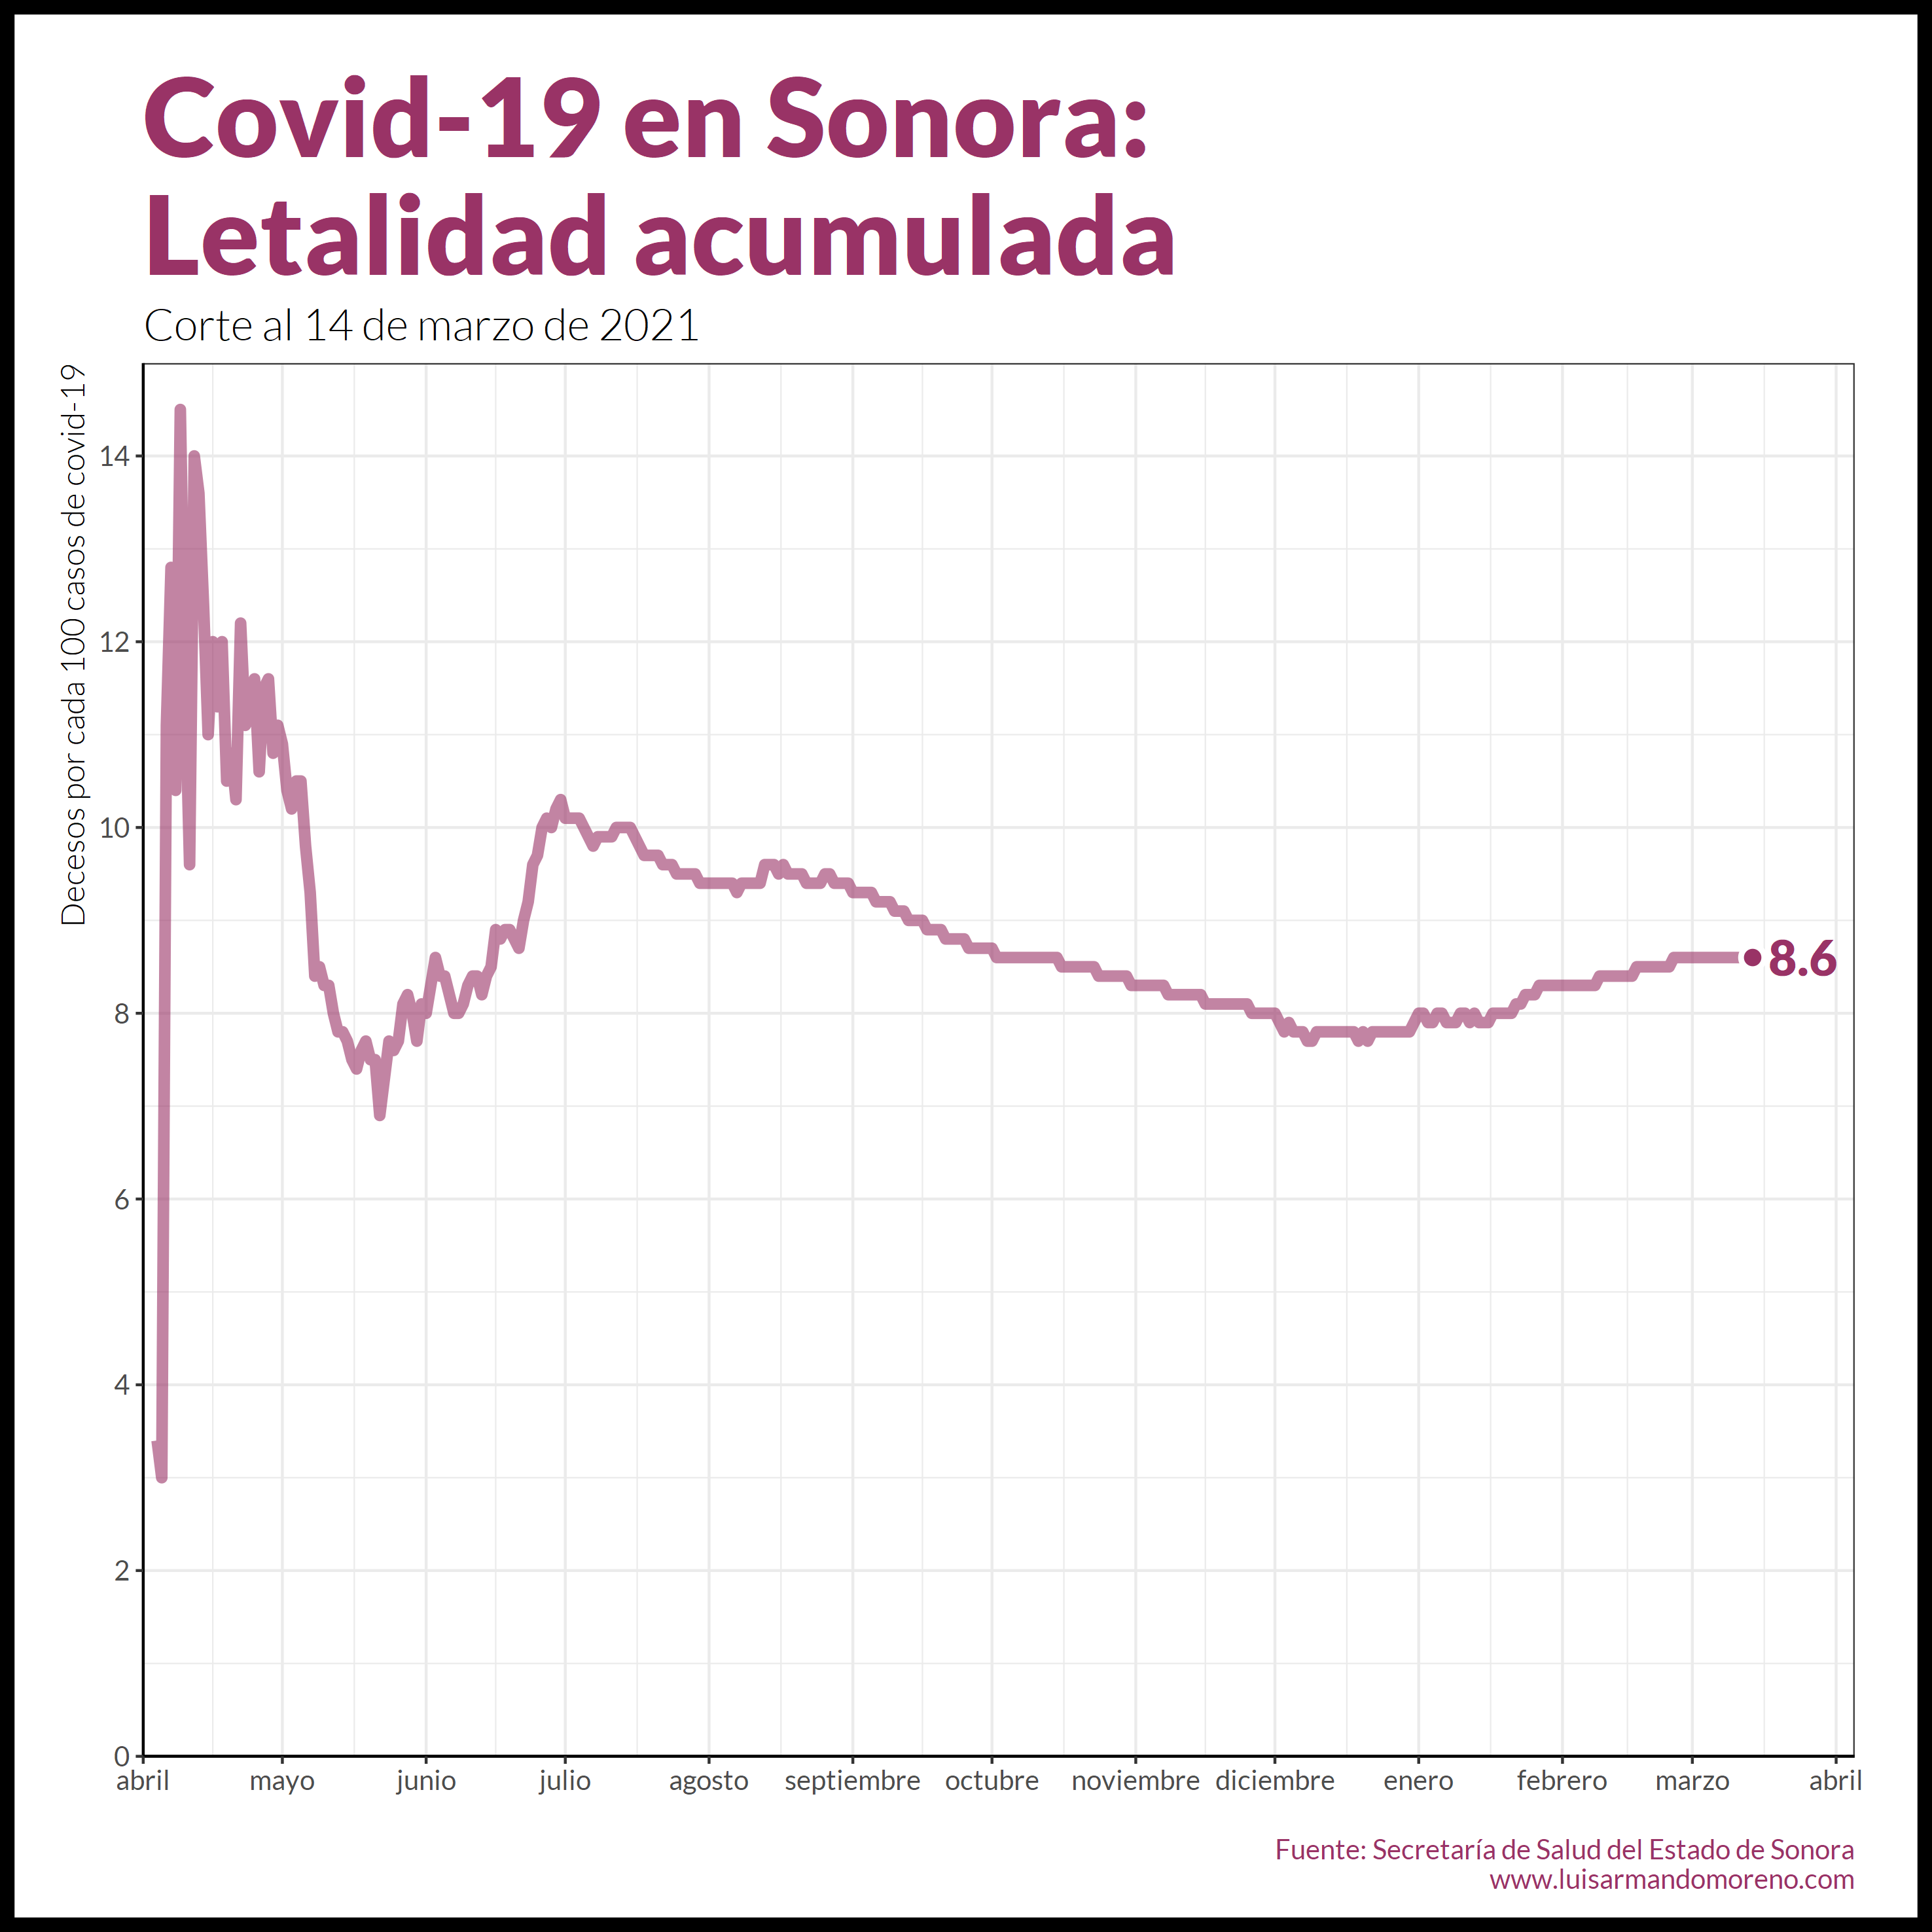 Covid-19 en Sonora:
Letalidad acumulada
Corte al 14 de marzo de 2021
Decesos por cada 100 casos de covid-19
14
12
10
8
6
4
2
0
8.6
abril mayo junio julio agosto septiembre octubre noviembre diciembre enero febrero marzo abril
Fuente: Secretaría de Salud del Estado de Sonora
www.luisarmandomoreno.com